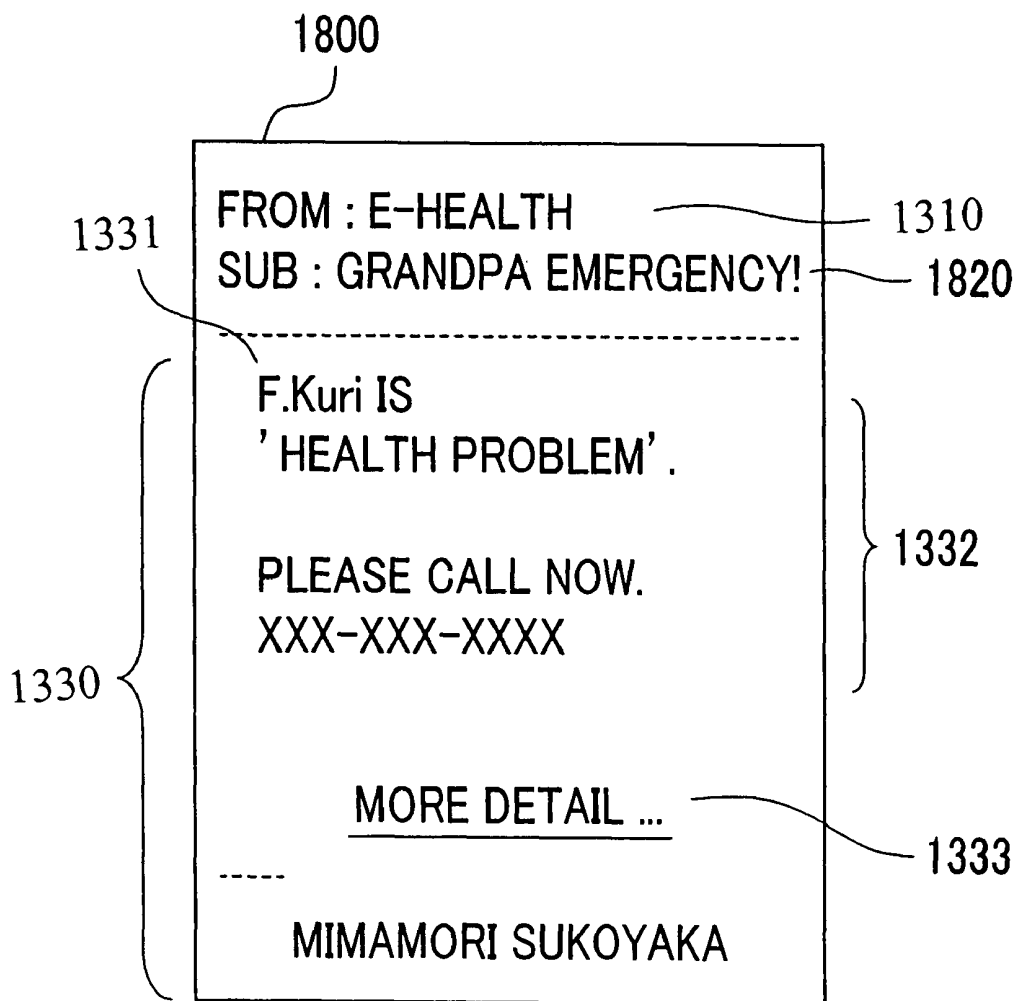 1800
FROM : E-HEALTH
1310
1331
SUB : GRANDPA EMERGENCY!
1820
F.Kuri IS
'HEALTH PROBLEM'.
1332
PLEASE CALL NOW.
XXX-XXX-XXXX
1330
MORE DETAIL ...
1333
-----
MIMAMORI SUKOYAKA